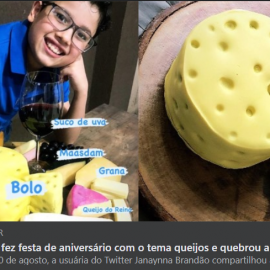 Suco de uva
Maasdam
Grana
Bolo
Queijo do Reino
R
fez festa de aniversário com o tema queijos e quebrou a
0 de agosto, a usuária do Twitter Janaynna Brandão compartilhou